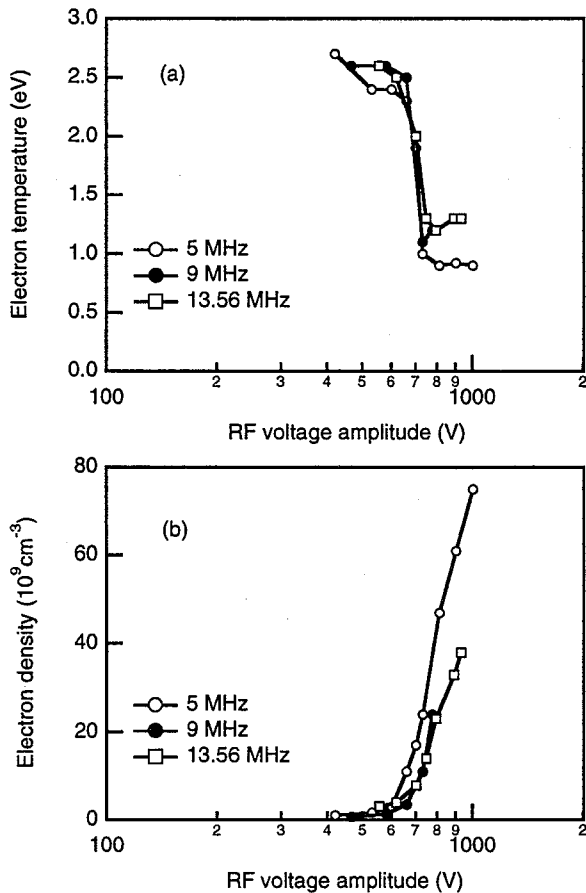 3.0
2.5
2.0
1.5
1.0
0.5
0.0
Electron temperature (eV)
(a)
5 MHz
9 MHz
13.56 MHz
100 2 3 4 5 6 7 8 9 1000 2
RF voltage amplitude (V)
80
60
40
20
0
Electron density (10⁹cm⁻³)
(b)
5 MHz
9 MHz
13.56 MHz
100 2 3 4 5 6 7 8 9 1000 2
RF voltage amplitude (V)